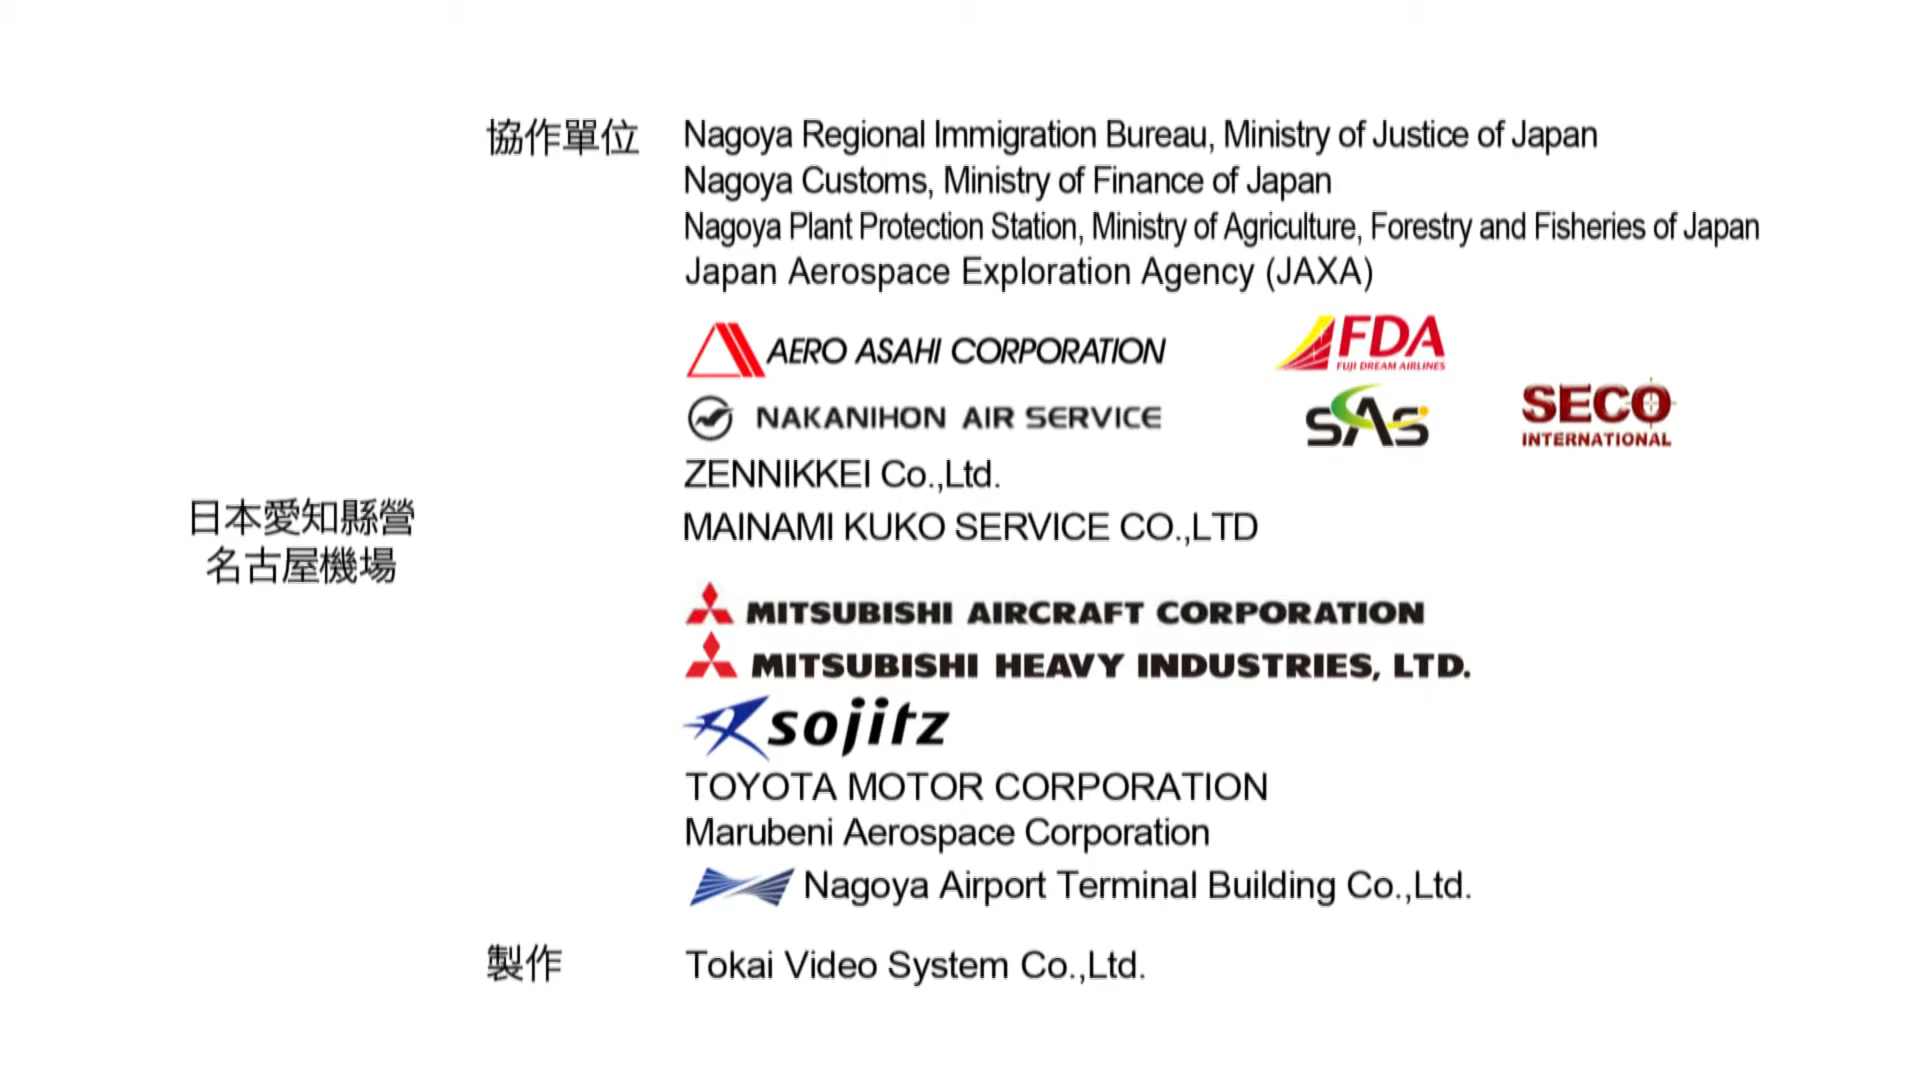 協作單位 Nagoya Regional Immigration Bureau, Ministry of Justice of Japan
Nagoya Customs, Ministry of Finance of Japan
Nagoya Plant Protection Station, Ministry of Agriculture, Forestry and Fisheries of Japan
Japan Aerospace Exploration Agency (JAXA)
AERO ASAHI CORPORATION
FDA
FUJI DREAM AIRLINES
NAKANIHON AIR SERVICE
SAS
SECO
INTERNATIONAL
ZENNIKKEI Co.,Ltd.
日本愛知縣營
名古屋機場
MAINAMI KUKO SERVICE CO.,LTD
MITSUBISHI AIRCRAFT CORPORATION
MITSUBISHI HEAVY INDUSTRIES, LTD.
sojitz
TOYOTA MOTOR CORPORATION
Marubeni Aerospace Corporation
Nagoya Airport Terminal Building Co.,Ltd.
製作 Tokai Video System Co.,Ltd.